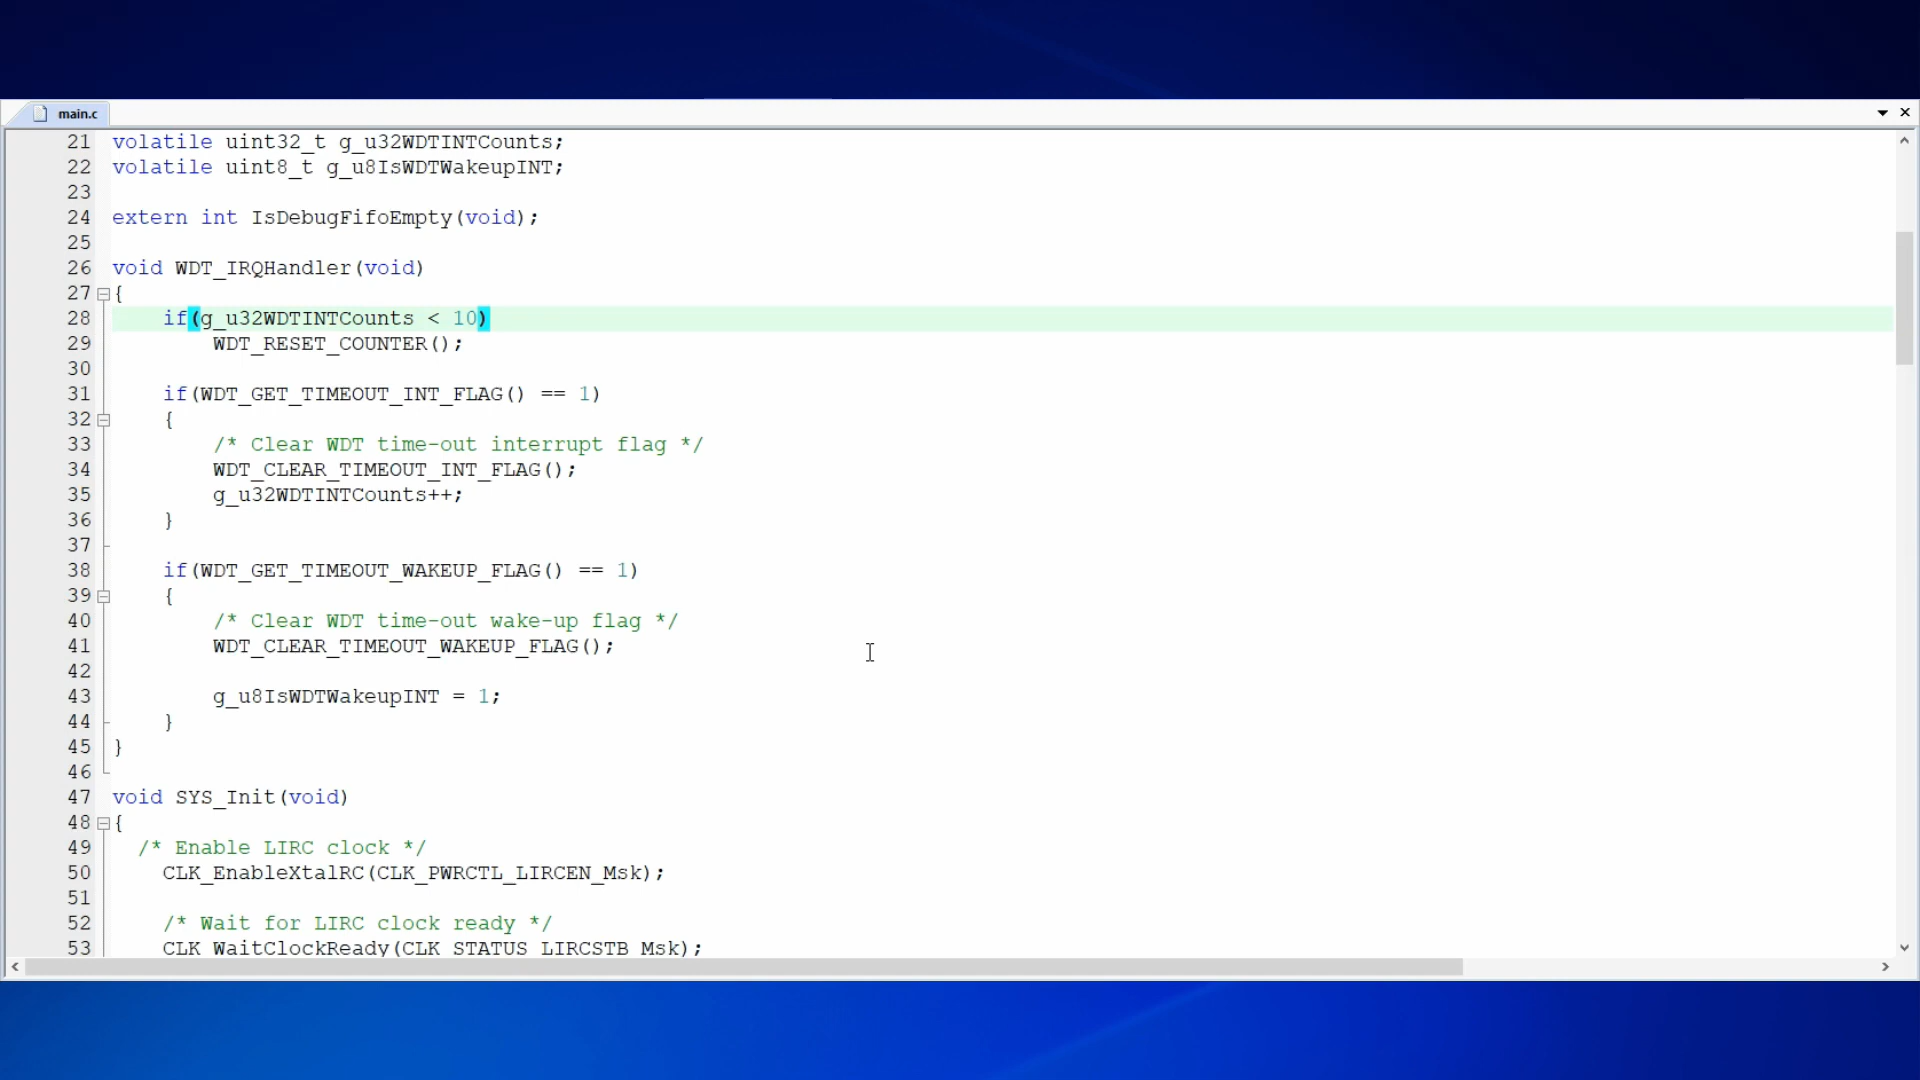 main.c
21 volatile uint32_t g_u32WDTINTCounts;
22 volatile uint8_t g_u8IsWDTWakeupINT;
23
24 extern int IsDebugFifoEmpty(void);
25
26 void WDT_IRQHandler(void)
27 {
28 if(g_u32WDTINTCounts < 10)
29 WDT_RESET_COUNTER();
30
31 if(WDT_GET_TIMEOUT_INT_FLAG() == 1)
32 {
33 /* Clear WDT time-out interrupt flag */
34 WDT_CLEAR_TIMEOUT_INT_FLAG();
35 g_u32WDTINTCounts++;
36 }
37
38 if(WDT_GET_TIMEOUT_WAKEUP_FLAG() == 1)
39 {
40 /* Clear WDT time-out wake-up flag */
41 WDT_CLEAR_TIMEOUT_WAKEUP_FLAG();
42
43 g_u8IsWDTWakeupINT = 1;
44 }
45 }
46
47 void SYS_Init(void)
48 {
49 /* Enable LIRC clock */
50 CLK_EnableXtalRC(CLK_PWRCTL_LIRCEN_Msk);
51
52 /* Wait for LIRC clock ready */
53 CLK_WaitClockReady(CLK_STATUS_LIRCSTB_Msk);